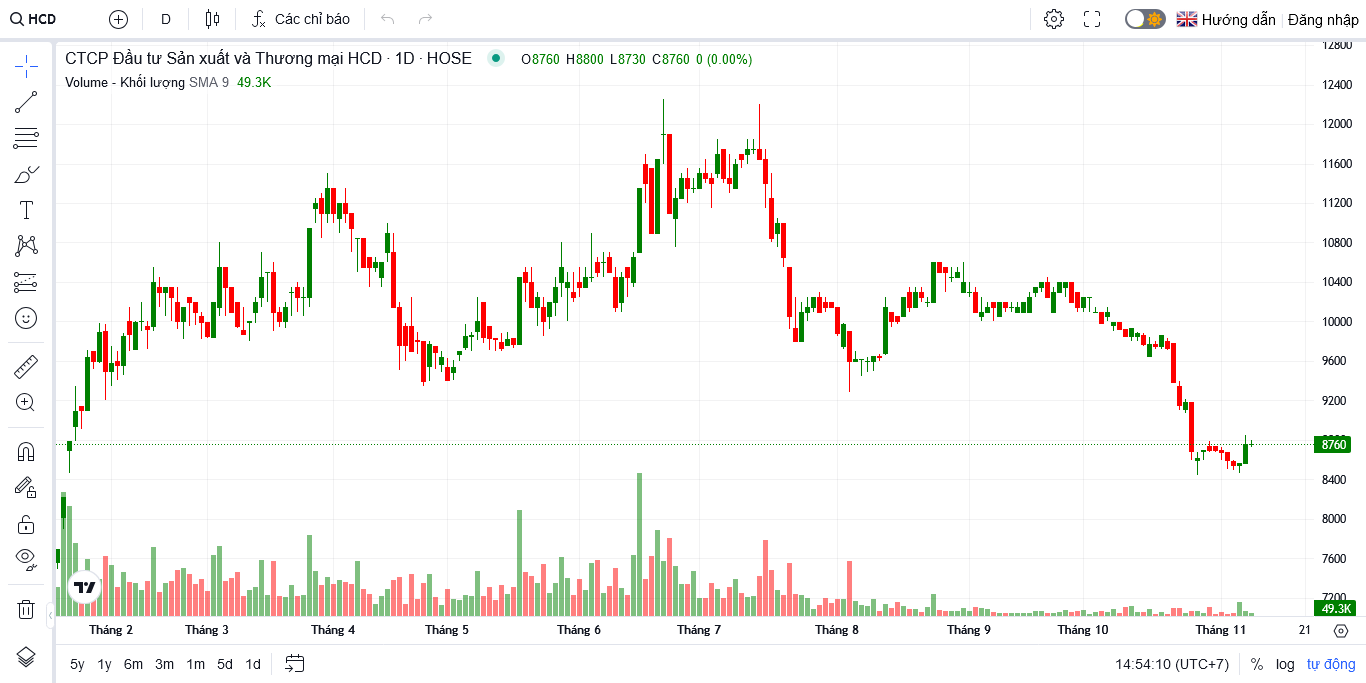 HCD
D
Các chỉ báo
Hướng dẫn
Đăng nhập
CTCP Đầu tư Sản xuất và Thương mại HCD · 1D · HOSE
O8760 H8800 L8730 C8760 0 (0.00%)
Volume - Khối lượng SMA 9 49.3K
12800
12400
12000
11600
11200
10800
10400
10000
9600
9200
8760
8400
8000
7600
7200
49.3K
Tháng 2
Tháng 3
Tháng 4
Tháng 5
Tháng 6
Tháng 7
Tháng 8
Tháng 9
Tháng 10
Tháng 11
21
5y 1y 6m 3m 1m 5d 1d
14:54:10 (UTC+7)
% log tự động